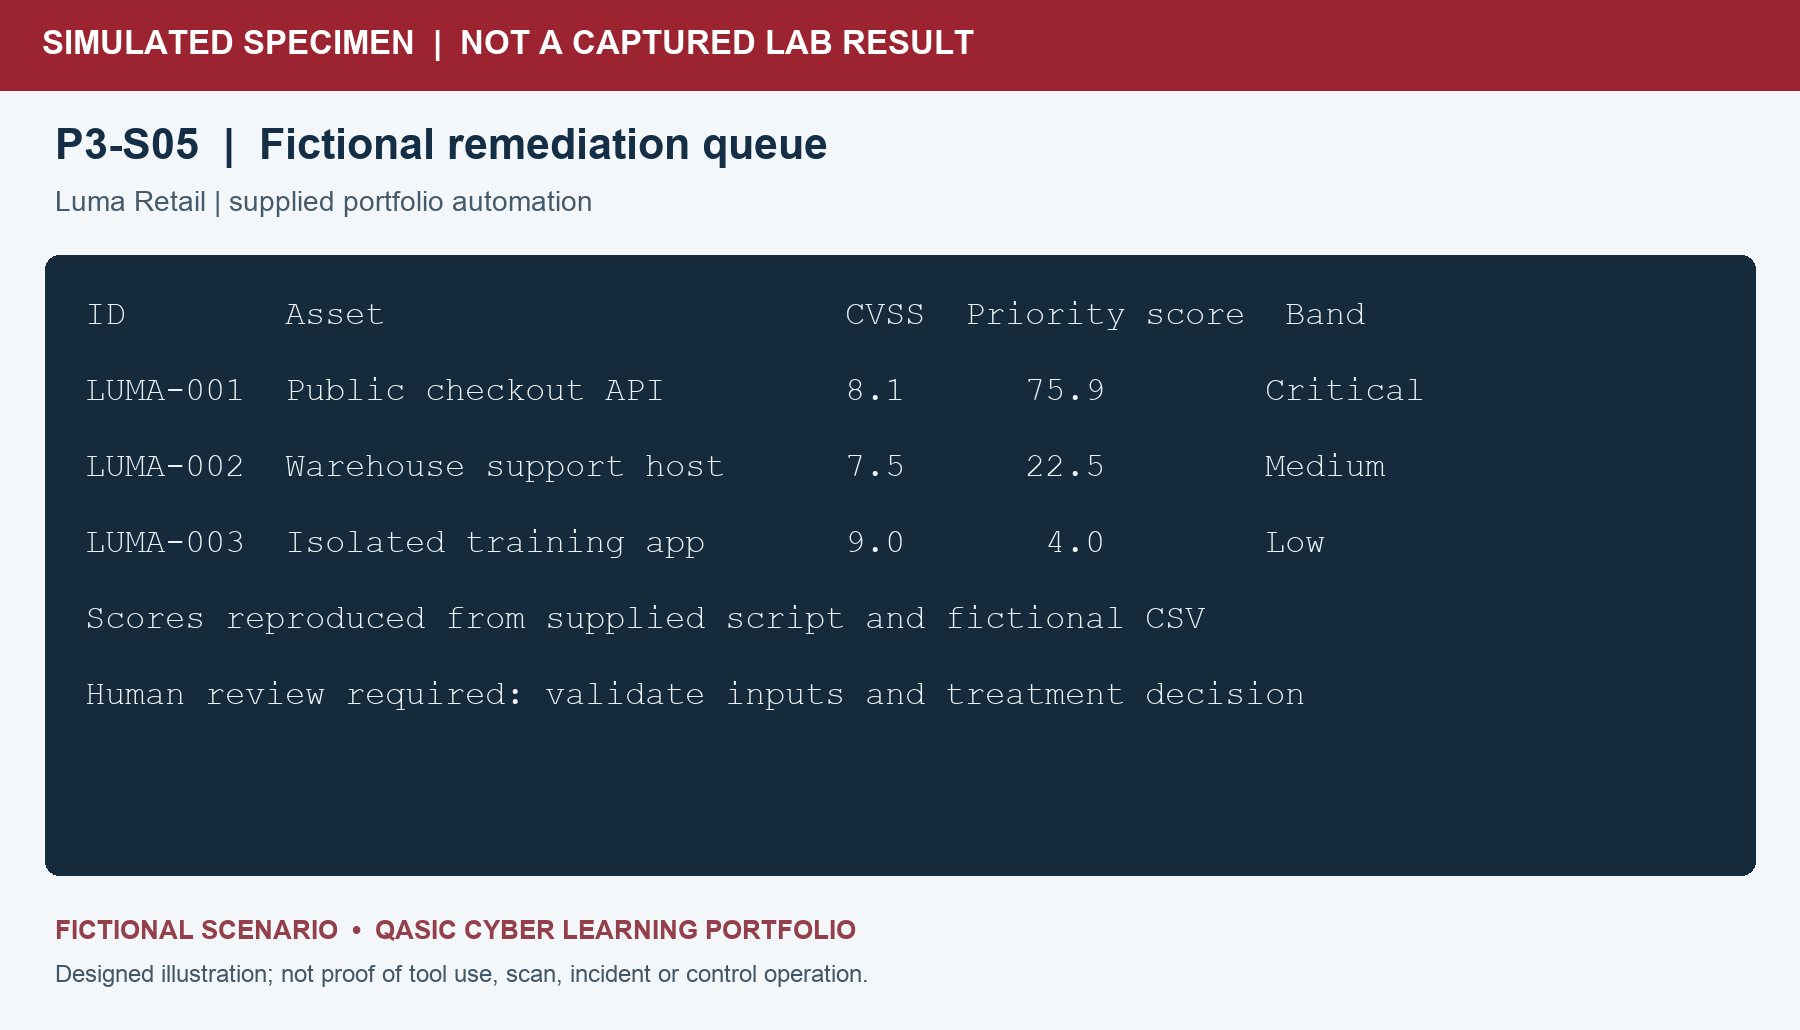 SIMULATED SPECIMEN | NOT A CAPTURED LAB RESULT
P3-S05 | Fictional remediation queue
Luma Retail | supplied portfolio automation
ID Asset CVSS Priority score Band
LUMA-001 Public checkout API 8.1 75.9 Critical
LUMA-002 Warehouse support host 7.5 22.5 Medium
LUMA-003 Isolated training app 9.0 4.0 Low
Scores reproduced from supplied script and fictional CSV
Human review required: validate inputs and treatment decision
FICTIONAL SCENARIO • QASIC CYBER LEARNING PORTFOLIO
Designed illustration; not proof of tool use, scan, incident or control operation.